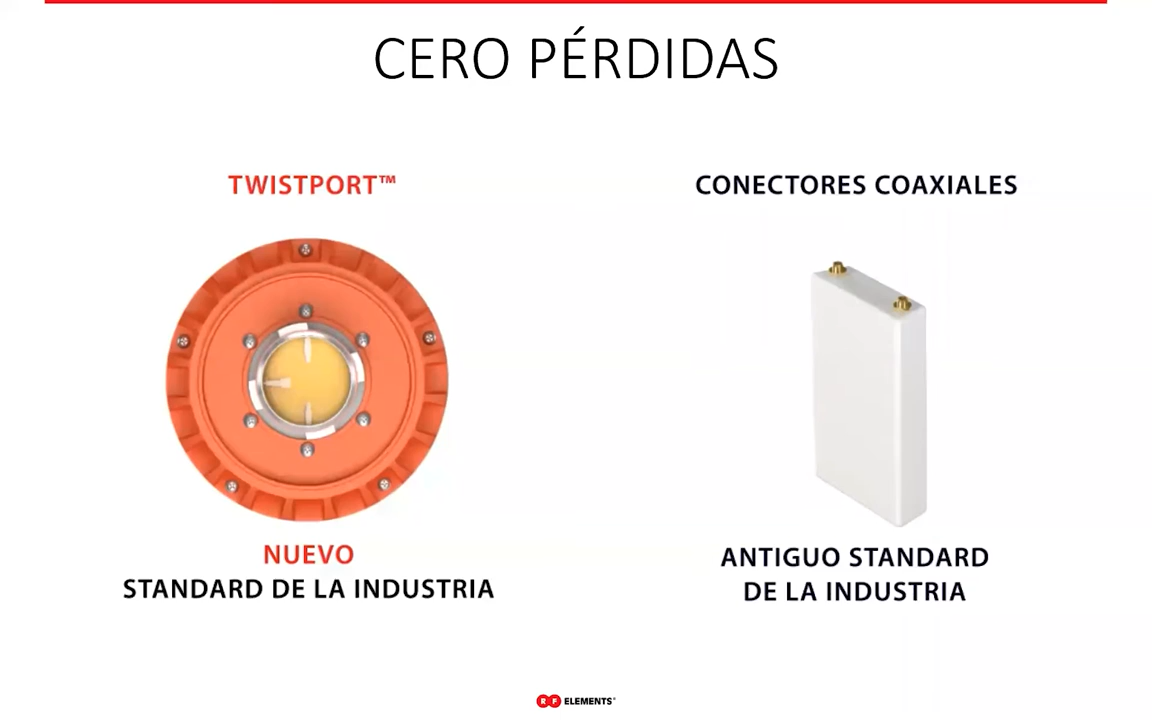 CERO PÉRDIDAS
TWISTPORT™
CONECTORES COAXIALES
NUEVO
STANDARD DE LA INDUSTRIA
ANTIGUO STANDARD
DE LA INDUSTRIA
RF ELEMENTS®